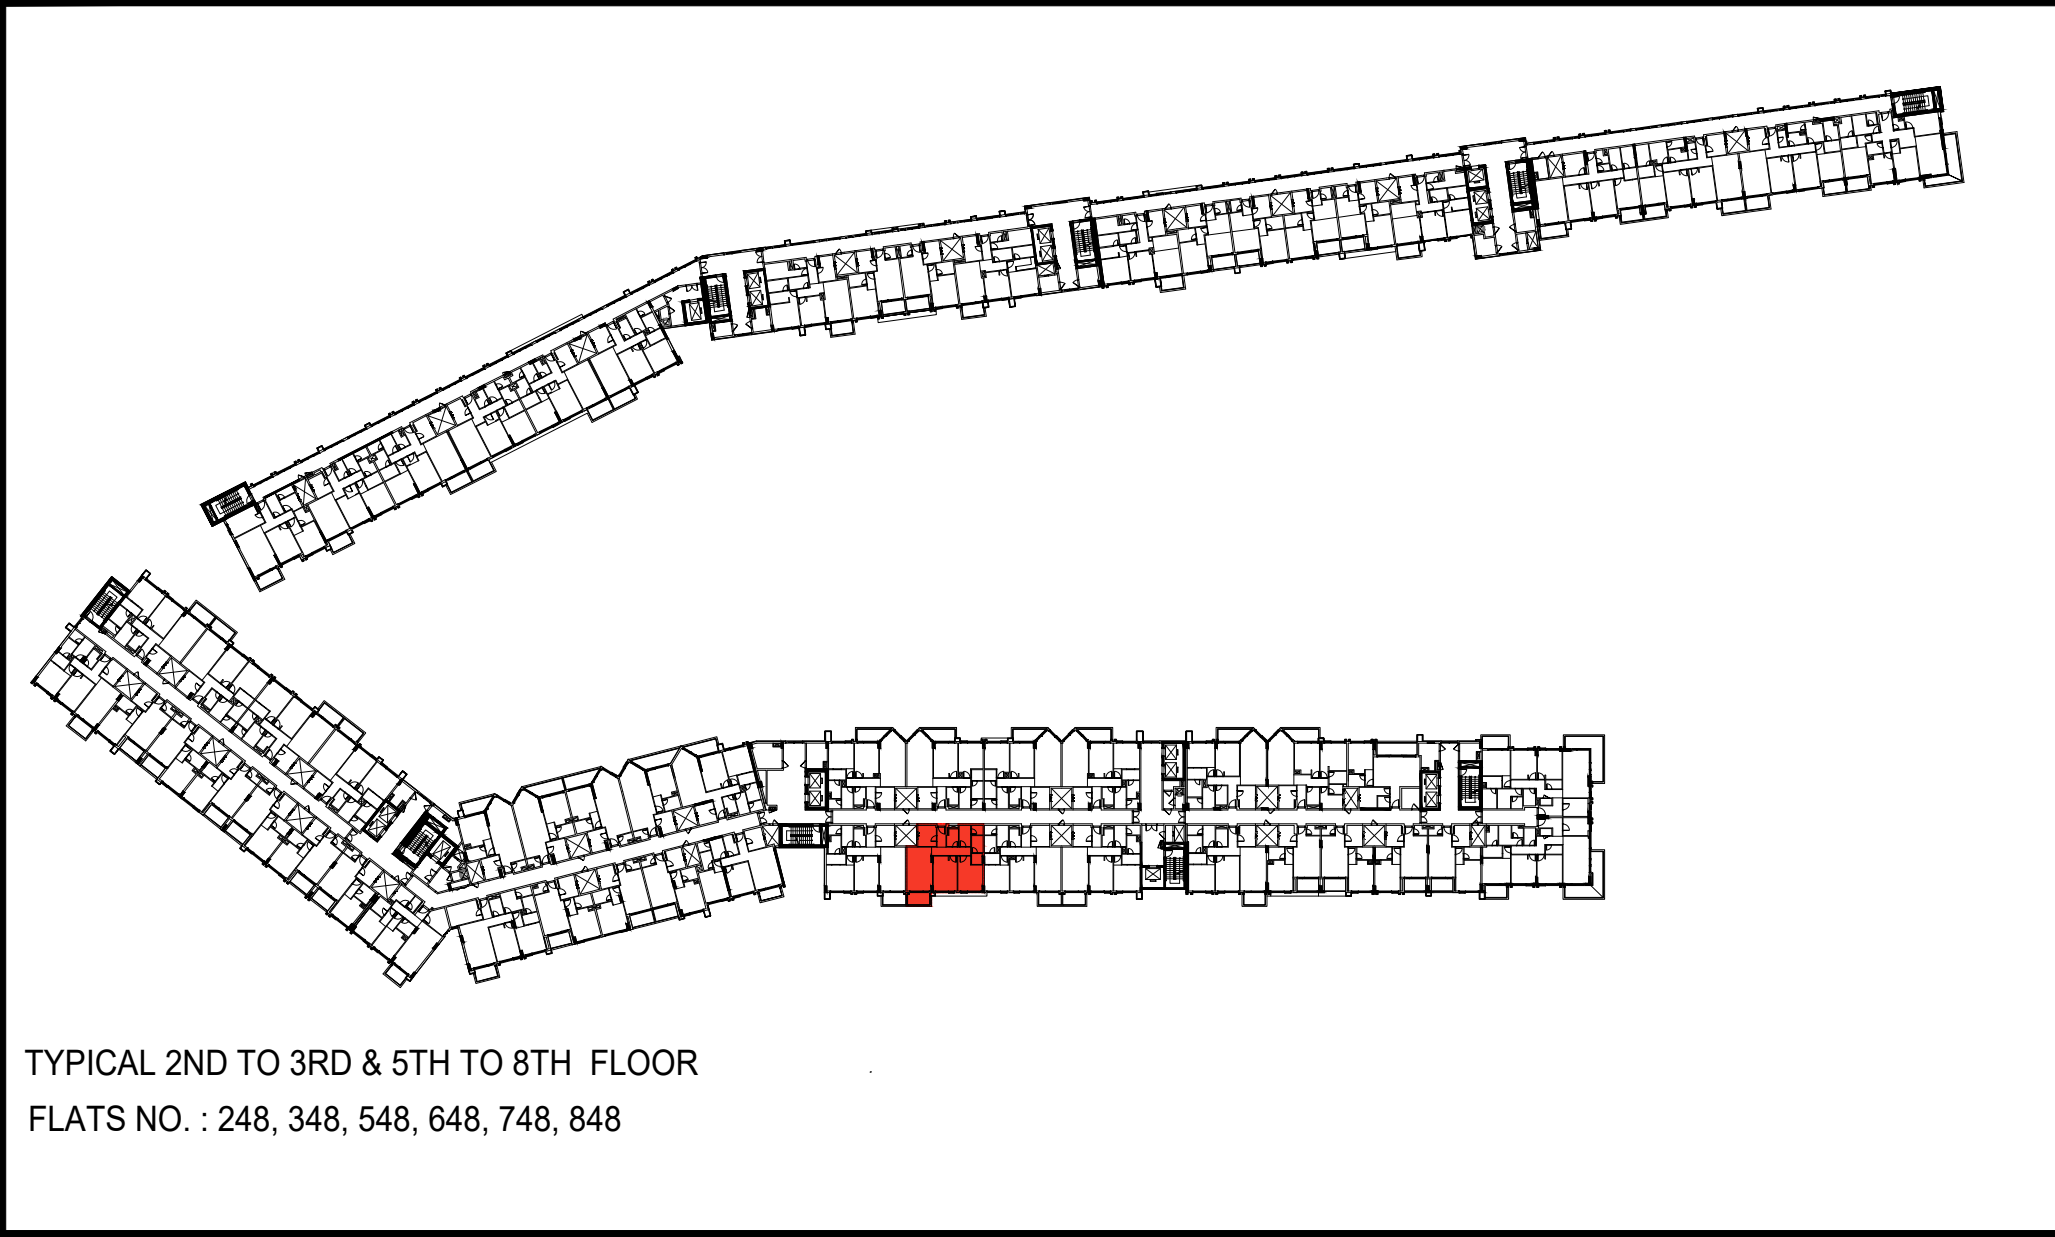 TYPICAL 2ND TO 3RD & 5TH TO 8TH FLOOR
FLATS NO. : 248, 348, 548, 648, 748, 848